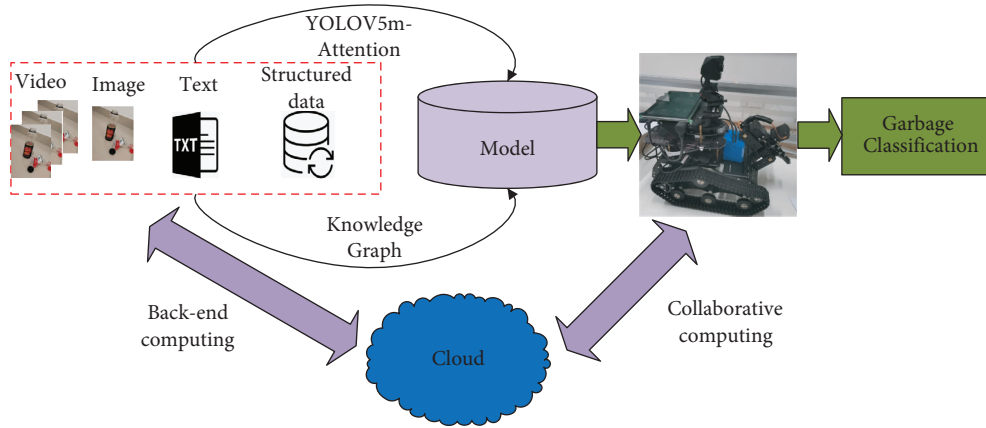 YOLOV5m-
Attention
Video
Image
Text
Structured
data
TXT
Model
Garbage
Classification
Knowledge
Graph
Back-end
computing
Cloud
Collaborative
computing